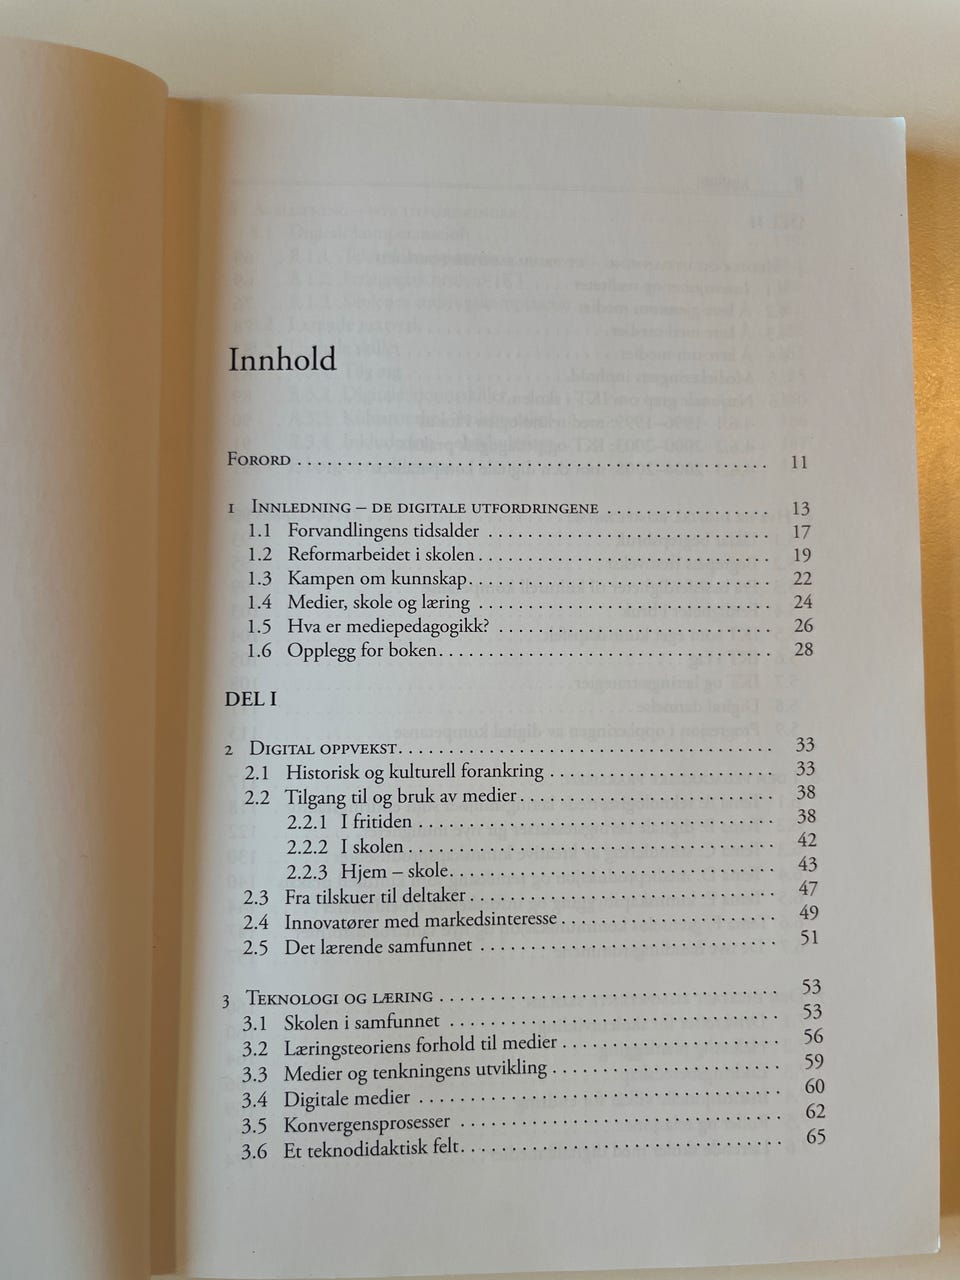 Innhold
Forord . . . . . . . . . . . . . . . . . . . . . . . . . . . . . . . . . . . . . . . . 11
1 Innledning – de digitale utfordringene . . . . . . . . . . . . . . . 13
1.1 Forvandlingens tidsalder . . . . . . . . . . . . . . . . . . . . . . . . 17
1.2 Reformarbeidet i skolen . . . . . . . . . . . . . . . . . . . . . . . . 19
1.3 Kampen om kunnskap . . . . . . . . . . . . . . . . . . . . . . . . . 22
1.4 Medier, skole og læring . . . . . . . . . . . . . . . . . . . . . . . . 24
1.5 Hva er mediepedagogikk? . . . . . . . . . . . . . . . . . . . . . . . 26
1.6 Opplegg for boken . . . . . . . . . . . . . . . . . . . . . . . . . . . 28
DEL I
2 Digital oppvekst . . . . . . . . . . . . . . . . . . . . . . . . . . . . . . . 33
2.1 Historisk og kulturell forankring . . . . . . . . . . . . . . . . . . 33
2.2 Tilgang til og bruk av medier . . . . . . . . . . . . . . . . . . . . . 38
2.2.1 I fritiden . . . . . . . . . . . . . . . . . . . . . . . . . . . . . . 38
2.2.2 I skolen . . . . . . . . . . . . . . . . . . . . . . . . . . . . . . . 42
2.2.3 Hjem – skole . . . . . . . . . . . . . . . . . . . . . . . . . . . 43
2.3 Fra tilskuer til deltaker . . . . . . . . . . . . . . . . . . . . . . . . . 47
2.4 Innovatører med markedsinteresse . . . . . . . . . . . . . . . . . 49
2.5 Det lærende samfunnet . . . . . . . . . . . . . . . . . . . . . . . . 51
3 Teknologi og læring . . . . . . . . . . . . . . . . . . . . . . . . . . . . 53
3.1 Skolen i samfunnet . . . . . . . . . . . . . . . . . . . . . . . . . . . 53
3.2 Læringsteoriens forhold til medier . . . . . . . . . . . . . . . . . 56
3.3 Medier og tenkningens utvikling . . . . . . . . . . . . . . . . . . 59
3.4 Digitale medier . . . . . . . . . . . . . . . . . . . . . . . . . . . . . . 60
3.5 Konvergensprosesser . . . . . . . . . . . . . . . . . . . . . . . . . . 62
3.6 Et teknodidaktisk felt . . . . . . . . . . . . . . . . . . . . . . . . . . 65